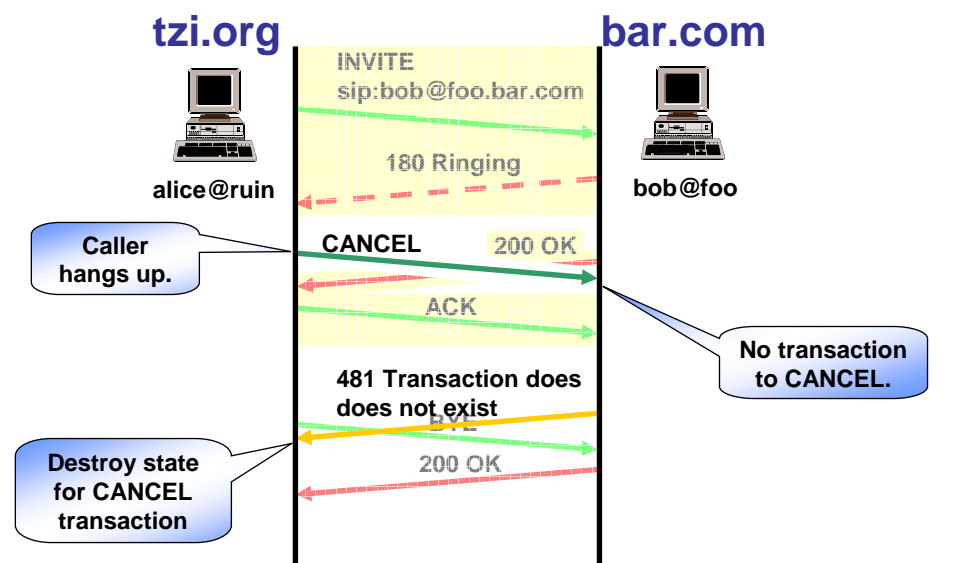 tzi.org
bar.com
INVITE
sip:bob@foo.bar.com
180 Ringing
alice@ruin
bob@foo
Caller
hangs up.
CANCEL
200 OK
ACK
No transaction
to CANCEL.
481 Transaction does
does not exist
BYE
200 OK
Destroy state
for CANCEL
transaction